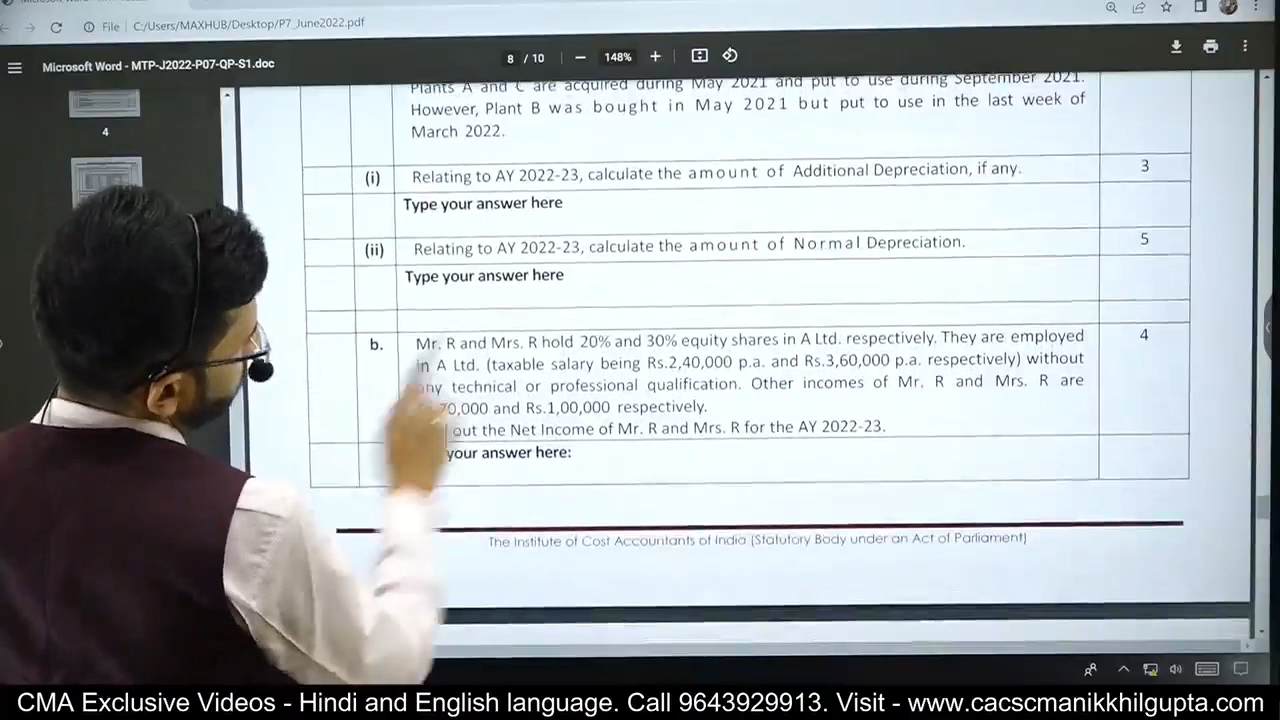 File | C:/Users/MAXHUB/Desktop/P7_June2022.pdf
Microsoft Word - MTP-J2022-P07-QP-S1.doc
8 / 10
148%
4
Plants A and C are acquired during May 2021 and put to use during September 2021.
However, Plant B was bought in May 2021 but put to use in the last week of
March 2022.
(i) Relating to AY 2022-23, calculate the amount of Additional Depreciation, if any. 3
Type your answer here
(ii) Relating to AY 2022-23, calculate the amount of Normal Depreciation. 5
Type your answer here
b. Mr. R and Mrs. R hold 20% and 30% equity shares in A Ltd. respectively. They are employed 4
in A Ltd. (taxable salary being Rs.2,40,000 p.a. and Rs.3,60,000 p.a. respectively) without
technical or professional qualification. Other incomes of Mr. R and Mrs. R are
70,000 and Rs.1,00,000 respectively.
out the Net Income of Mr. R and Mrs. R for the AY 2022-23.
your answer here:
The Institute of Cost Accountants of India (Statutory Body under an Act of Parliament)
CMA Exclusive Videos - Hindi and English language. Call 9643929913. Visit - www.cacscmanikkhilgupta.com